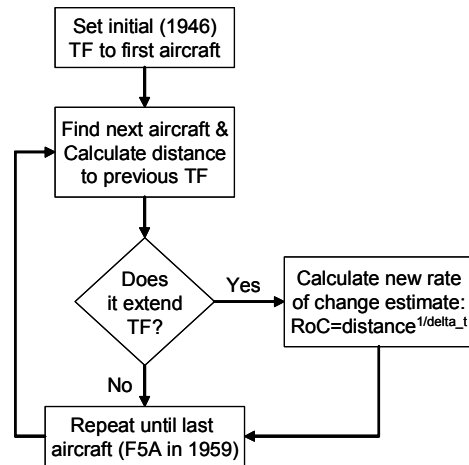 Set initial (1946)
TF to first aircraft
Find next aircraft &
Calculate distance
to previous TF
Does
it extend
TF?
Yes
Calculate new rate
of change estimate:
RoC=distance^1/delta_t
No
Repeat until last
aircraft (F5A in 1959)